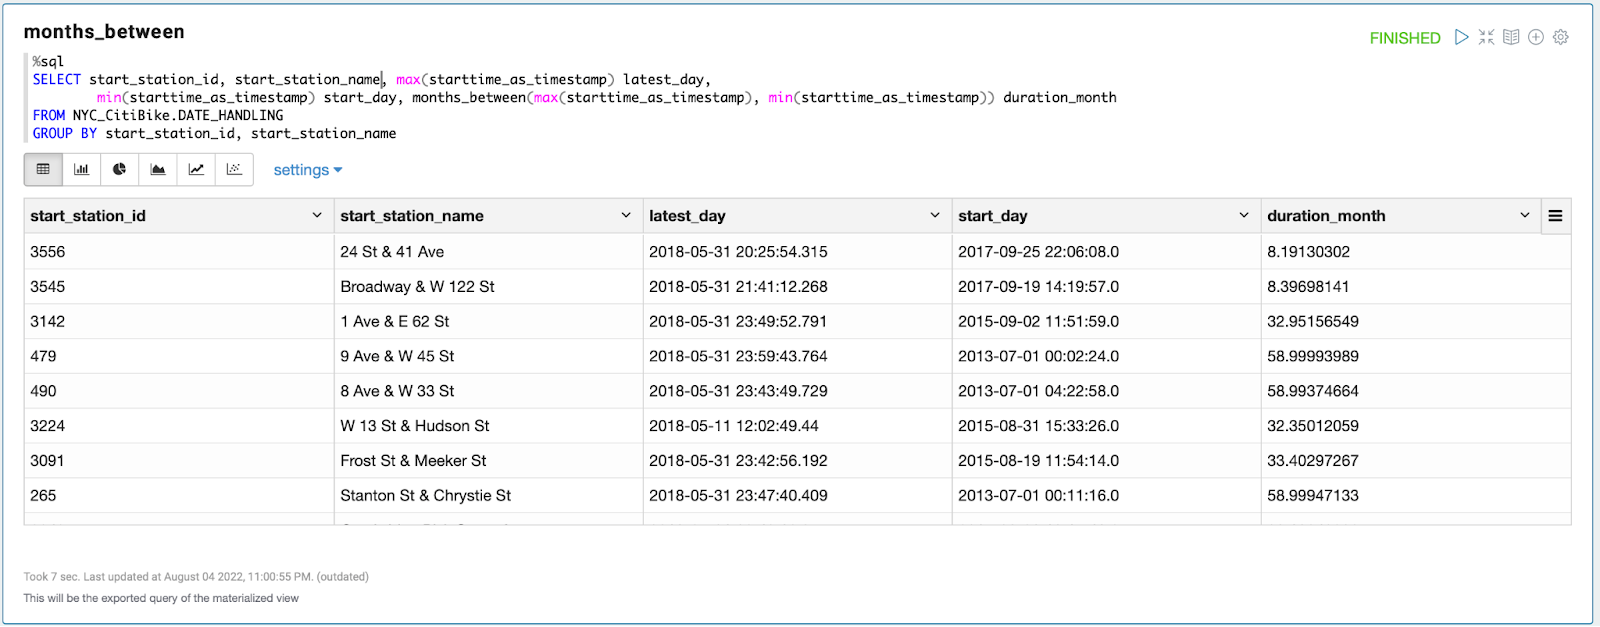 months_between
FINISHED
%sql
SELECT start_station_id, start_station_name, max(starttime_as_timestamp) latest_day,
min(starttime_as_timestamp) start_day, months_between(max(starttime_as_timestamp), min(starttime_as_timestamp)) duration_month
FROM NYC_CitiBike.DATE_HANDLING
GROUP BY start_station_id, start_station_name
settings
start_station_id start_station_name latest_day start_day duration_month
3556 24 St & 41 Ave 2018-05-31 20:25:54.315 2017-09-25 22:06:08.0 8.19130302
3545 Broadway & W 122 St 2018-05-31 21:41:12.268 2017-09-19 14:19:57.0 8.39698141
3142 1 Ave & E 62 St 2018-05-31 23:49:52.791 2015-09-02 11:51:59.0 32.95156549
479 9 Ave & W 45 St 2018-05-31 23:59:43.764 2013-07-01 00:02:24.0 58.99993989
490 8 Ave & W 33 St 2018-05-31 23:43:49.729 2013-07-01 04:22:58.0 58.99374664
3224 W 13 St & Hudson St 2018-05-11 12:02:49.44 2015-08-31 15:33:26.0 32.35012059
3091 Frost St & Meeker St 2018-05-31 23:42:56.192 2015-08-19 11:54:14.0 33.40297267
265 Stanton St & Chrystie St 2018-05-31 23:47:40.409 2013-07-01 00:11:16.0 58.99947133
Took 7 sec. Last updated at August 04 2022, 11:00:55 PM. (outdated)
This will be the exported query of the materialized view